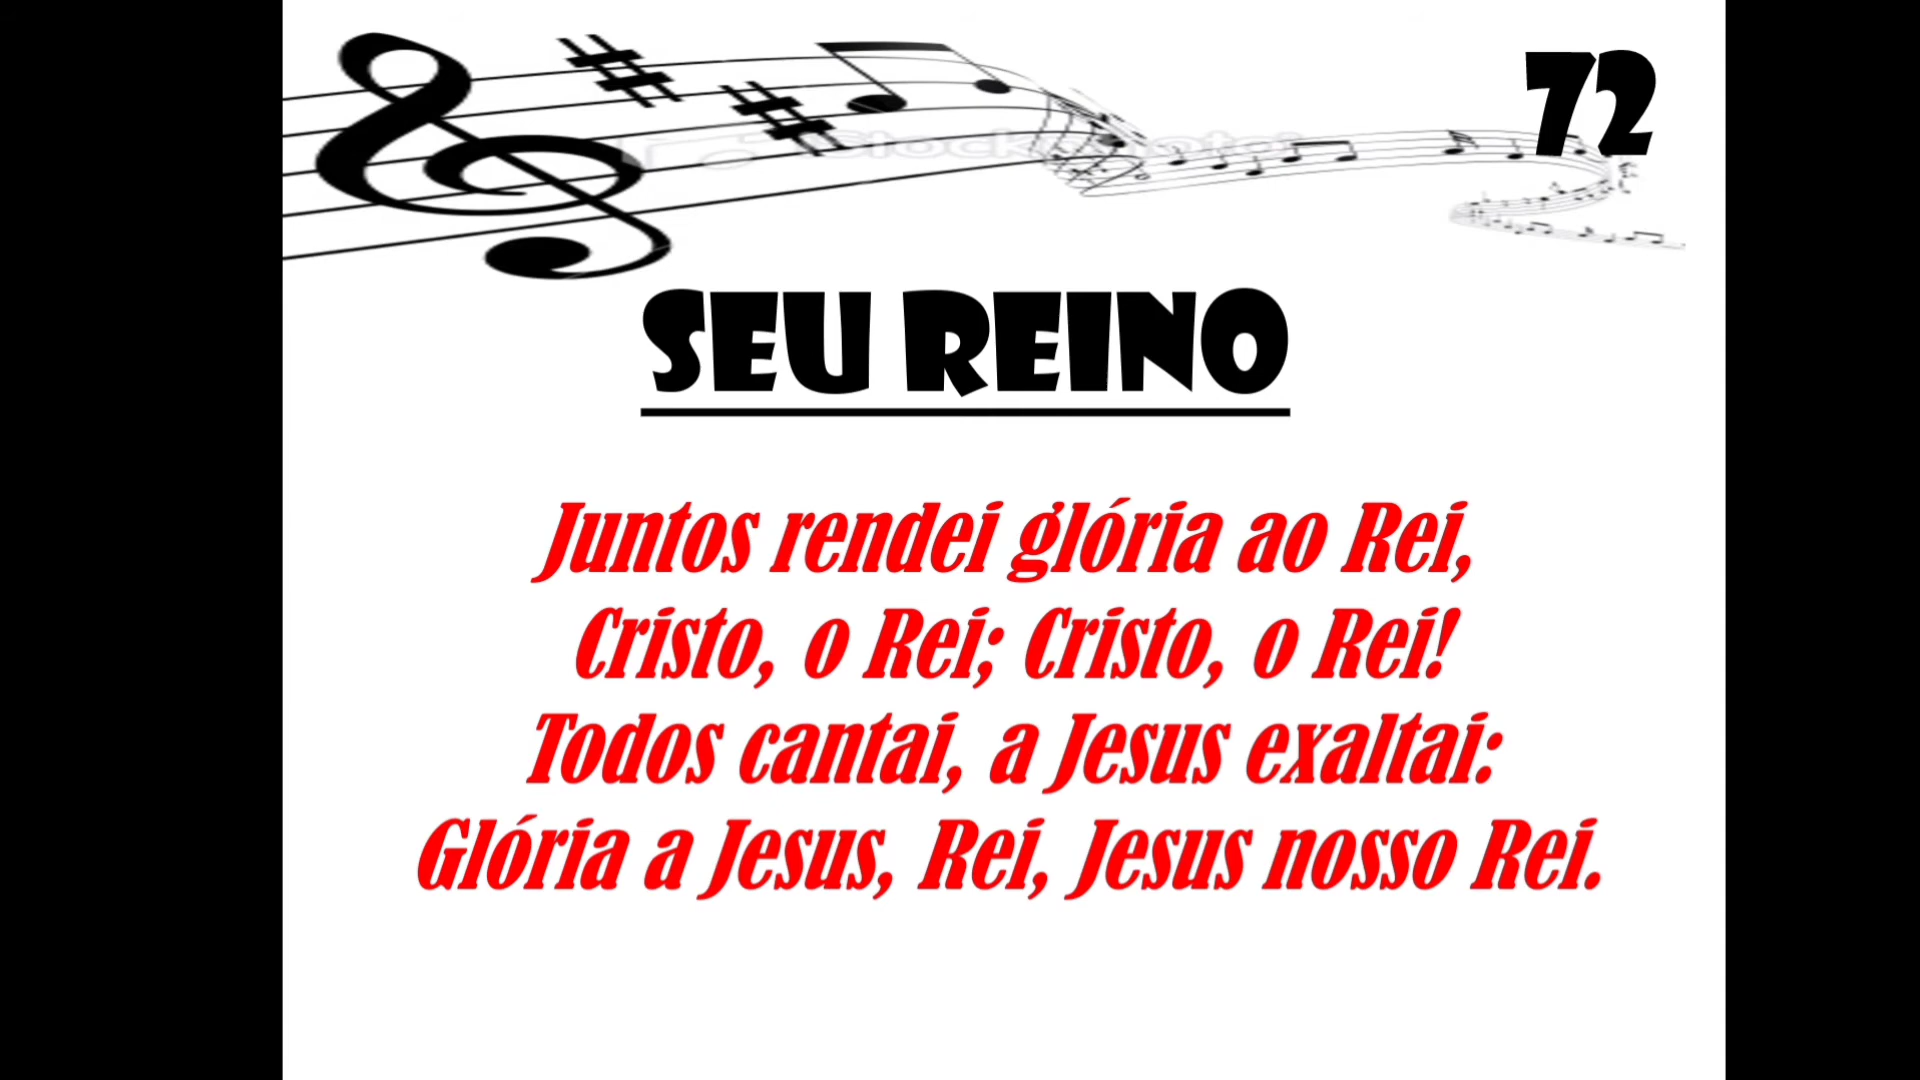 72
SEU REINO
Juntos rendei glória ao Rei,
Cristo, o Rei; Cristo, o Rei!
Todos cantai, a Jesus exaltai:
Glória a Jesus, Rei, Jesus nosso Rei.